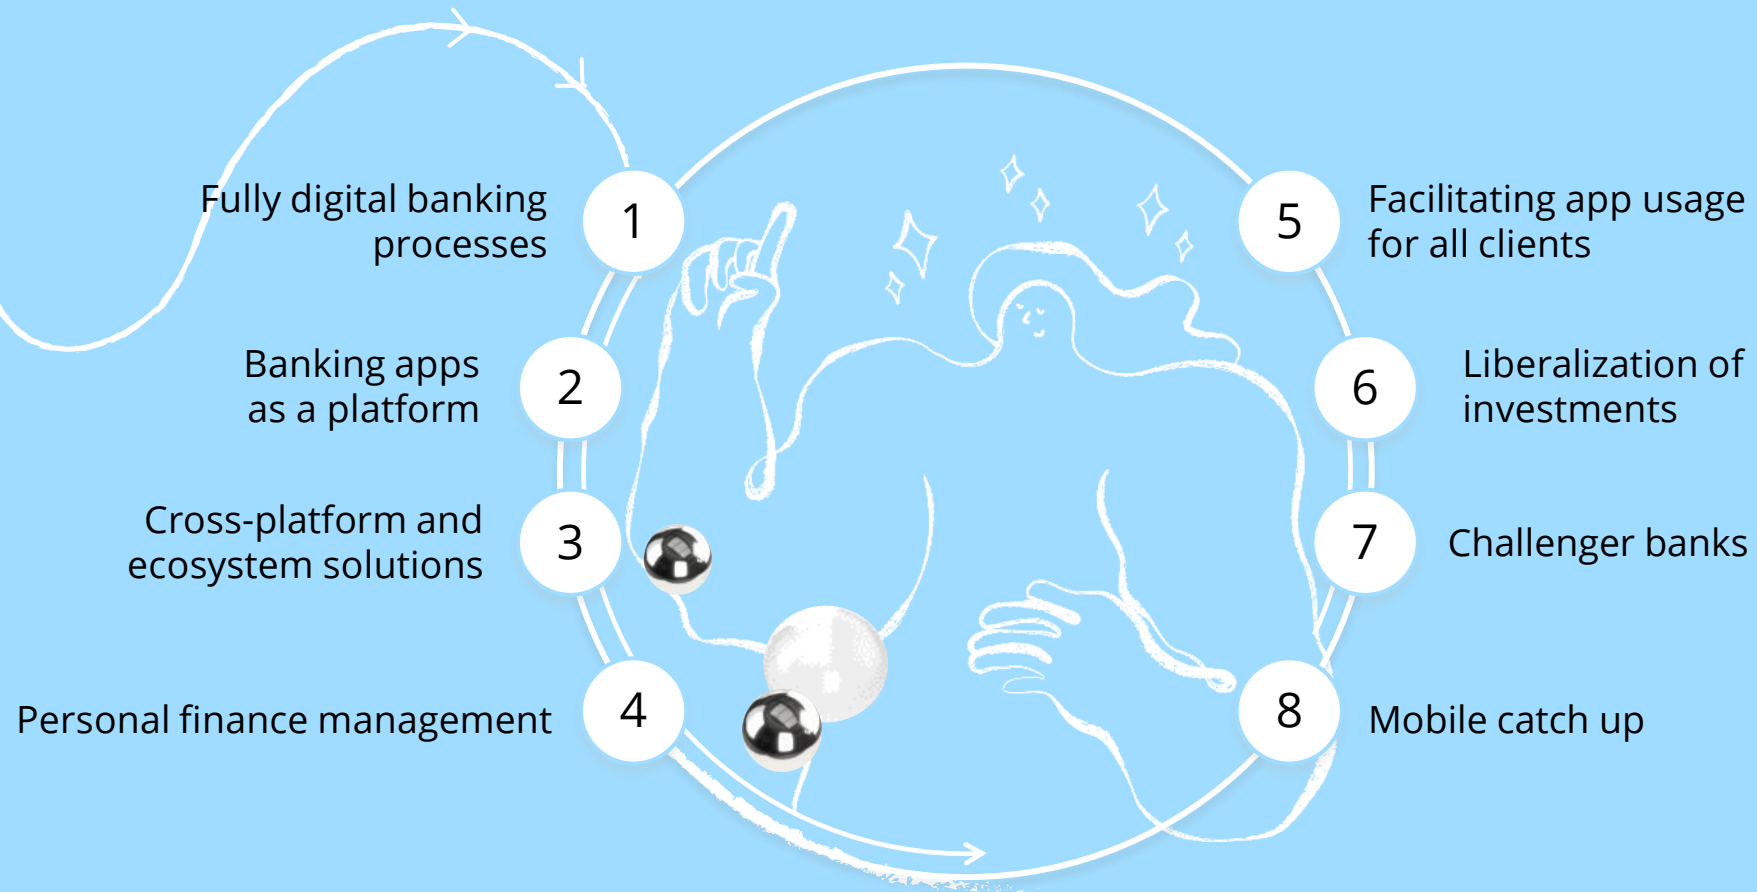 1
Fully digital banking
processes
2
Banking apps
as a platform
3
Cross-platform and
ecosystem solutions
4
Personal finance management
5
Facilitating app usage
for all clients
6
Liberalization of
investments
7
Challenger banks
8
Mobile catch up